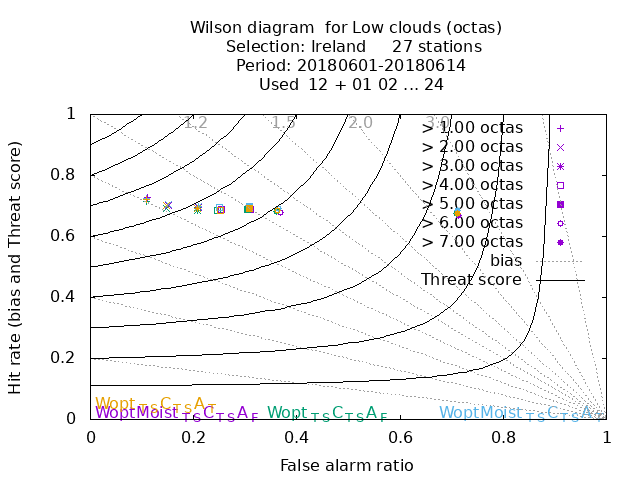 Wilson diagram  for Low clouds (octas)
Selection: Ireland     27 stations
Period: 20180601-20180614
Used  12 + 01 02 ... 24
Hit rate (bias and Threat score)
1
0.8
0.6
0.4
0.2
0
1.2 1.5 2.0 3.0
> 1.00 octas
> 2.00 octas
> 3.00 octas
> 4.00 octas
> 5.00 octas
> 6.00 octas
> 7.00 octas
bias
Threat score
Wopt_TSC_TSA_T
WoptMoist_TSC_TSA_F Wopt_TSC_TSA_F WoptMoist_TSC_TSA_T
0 0.2 0.4 0.6 0.8 1
False alarm ratio